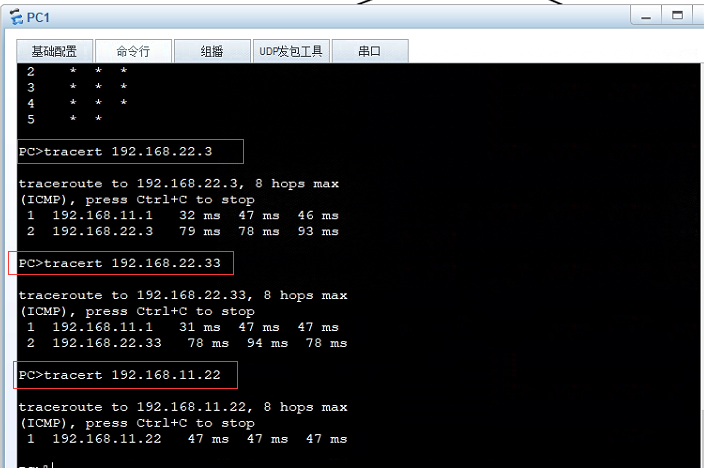 PC1
基础配置 命令行 组播 UDP发包工具 串口
2 * * *
3 * * *
4 * * *
5 * *
PC>tracert 192.168.22.3
traceroute to 192.168.22.3, 8 hops max
(ICMP), press Ctrl+C to stop
1 192.168.11.1 32 ms 47 ms 46 ms
2 192.168.22.3 79 ms 78 ms 93 ms
PC>tracert 192.168.22.33
traceroute to 192.168.22.33, 8 hops max
(ICMP), press Ctrl+C to stop
1 192.168.11.1 31 ms 47 ms 47 ms
2 192.168.22.33 78 ms 94 ms 78 ms
PC>tracert 192.168.11.22
traceroute to 192.168.11.22, 8 hops max
(ICMP), press Ctrl+C to stop
1 192.168.11.22 47 ms 47 ms 47 ms